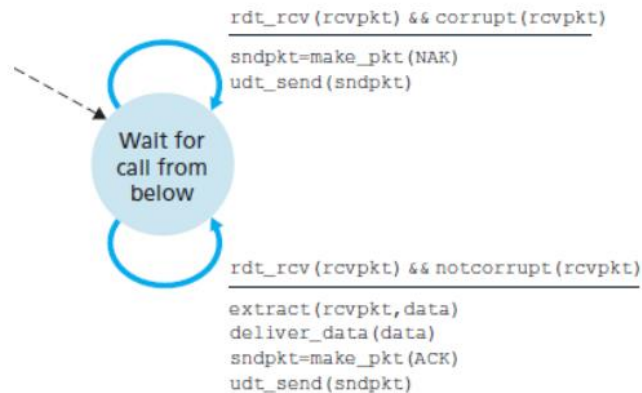 rdt_rcv(rcvpkt) && corrupt(rcvpkt)
sndpkt=make_pkt(NAK)
udt_send(sndpkt)
Wait for
call from
below
rdt_rcv(rcvpkt) && notcorrupt(rcvpkt)
extract(rcvpkt,data)
deliver_data(data)
sndpkt=make_pkt(ACK)
udt_send(sndpkt)